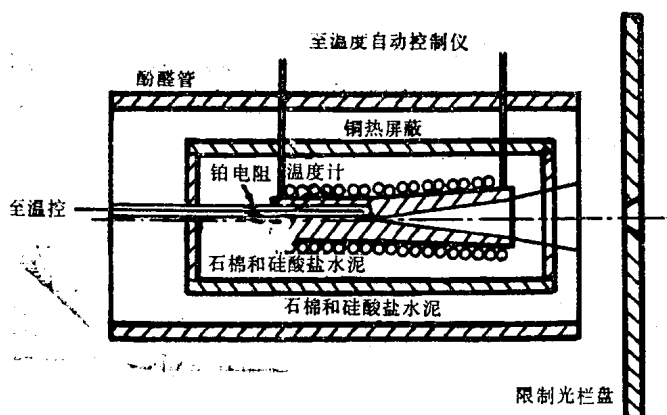 至温度自动控制仪
酚醛管
铜热屏蔽
铂电阻 温度计
至温控
石棉和硅酸盐水泥
石棉和硅酸盐水泥
限制光栏盘